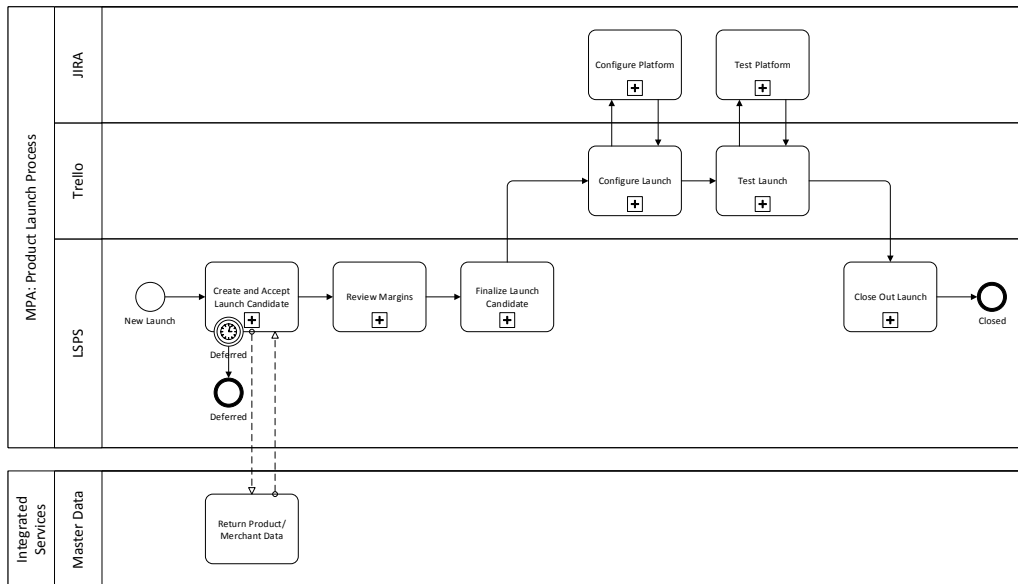 MPA: Product Launch Process
JIRA
Configure Platform
Test Platform
Trello
Configure Launch
Test Launch
LSPS
New Launch
Create and Accept
Launch Candidate
Deferred
Deferred
Review Margins
Finalize Launch
Candidate
Close Out Launch
Closed
Integrated
Services
Master Data
Return Product/
Merchant Data